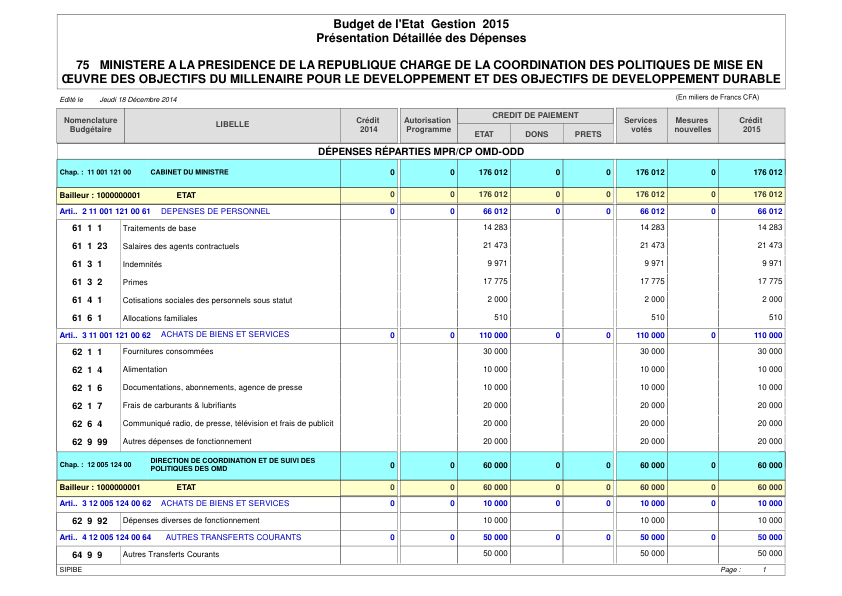 Budget de l'Etat Gestion 2015
Présentation Détaillée des Dépenses
75 MINISTERE A LA PRESIDENCE DE LA REPUBLIQUE CHARGE DE LA COORDINATION DES POLITIQUES DE MISE EN
ŒUVRE DES OBJECTIFS DU MILLENAIRE POUR LE DEVELOPPEMENT ET DES OBJECTIFS DE DEVELOPPEMENT DURABLE
Edité le Jeudi 18 Décembre 2014 (En miliers de Francs CFA)
Nomenclature Budgétaire LIBELLE Crédit 2014 Autorisation Programme CREDIT DE PAIEMENT Services votés Mesures nouvelles Crédit 2015
ETAT DONS PRETS
DÉPENSES RÉPARTIES MPR/CP OMD-ODD
Chap. : 11 001 121 00 CABINET DU MINISTRE 0 0 176 012 0 0 176 012 0 176 012
Bailleur : 1000000001 ETAT 0 0 176 012 0 0 176 012 0 176 012
Arti.. 2 11 001 121 00 61 DEPENSES DE PERSONNEL 0 0 66 012 0 0 66 012 0 66 012
61 1 1 Traitements de base 14 283 14 283 14 283
61 1 23 Salaires des agents contractuels 21 473 21 473 21 473
61 3 1 Indemnités 9 971 9 971 9 971
61 3 2 Primes 17 775 17 775 17 775
61 4 1 Cotisations sociales des personnels sous statut 2 000 2 000 2 000
61 6 1 Allocations familiales 510 510 510
Arti.. 3 11 001 121 00 62 ACHATS DE BIENS ET SERVICES 0 0 110 000 0 0 110 000 0 110 000
62 1 1 Fournitures consommées 30 000 30 000 30 000
62 1 4 Alimentation 10 000 10 000 10 000
62 1 6 Documentations, abonnements, agence de presse 10 000 10 000 10 000
62 1 7 Frais de carburants & lubrifiants 20 000 20 000 20 000
62 6 4 Communiqué radio, de presse, télévision et frais de publicit 20 000 20 000 20 000
62 9 99 Autres dépenses de fonctionnement 20 000 20 000 20 000
Chap. : 12 005 124 00 DIRECTION DE COORDINATION ET DE SUIVI DES POLITIQUES DES OMD 0 0 60 000 0 0 60 000 0 60 000
Bailleur : 1000000001 ETAT 0 0 60 000 0 0 60 000 0 60 000
Arti.. 3 12 005 124 00 62 ACHATS DE BIENS ET SERVICES 0 0 10 000 0 0 10 000 0 10 000
62 9 92 Dépenses diverses de fonctionnement 10 000 10 000 10 000
Arti.. 4 12 005 124 00 64 AUTRES TRANSFERTS COURANTS 0 0 50 000 0 0 50 000 0 50 000
64 9 9 Autres Transferts Courants 50 000 50 000 50 000
SIPIBE Page : 1